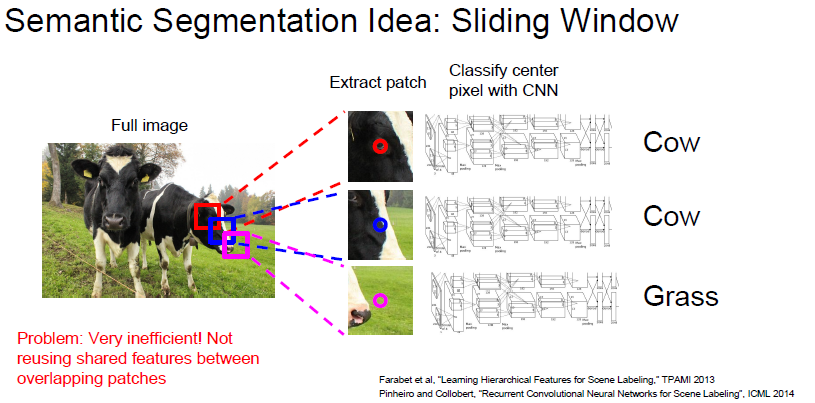 Semantic Segmentation Idea: Sliding Window
Full image
Extract patch
Classify center
pixel with CNN
Cow
Cow
Grass
Problem: Very inefficient! Not
reusing shared features between
overlapping patches
Farabet et al, “Learning Hierarchical Features for Scene Labeling,” TPAMI 2013
Pinheiro and Collobert, “Recurrent Convolutional Neural Networks for Scene Labeling”, ICML 2014